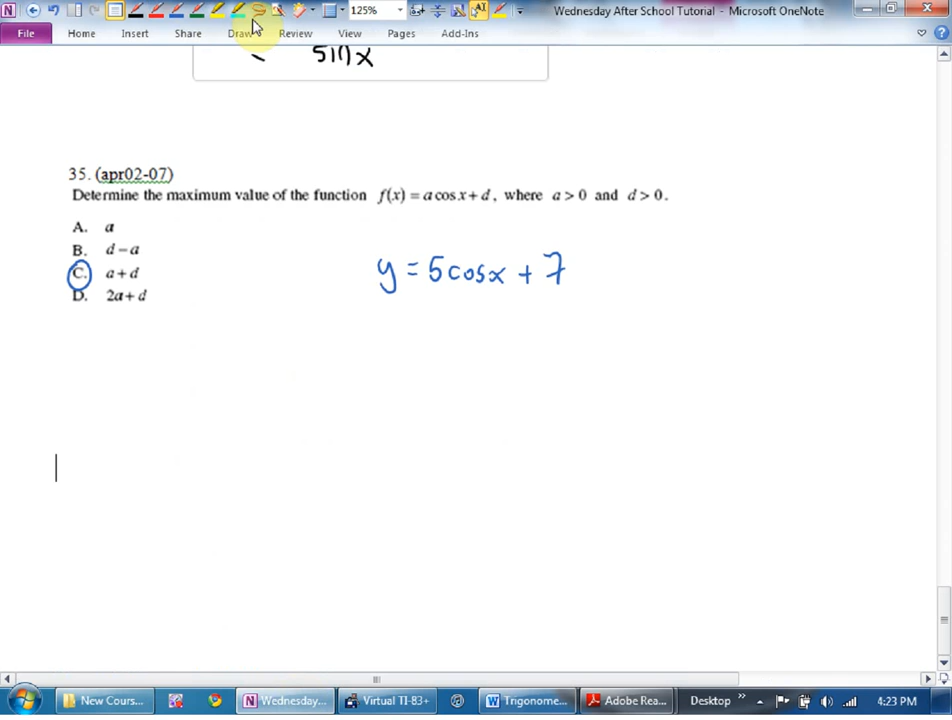 125% Wednesday After School Tutorial - Microsoft OneNote
File Home Insert Share Draw Review View Pages Add-Ins
sin x
35. (apr02-07)
Determine the maximum value of the function f(x) = a cos x + d, where a > 0 and d > 0.
A. a
B. d − a
C. a + d
D. 2a + d
y = 5cosx + 7
New Cour... Wednesday... Virtual TI-83+ Trigonome... Adobe Rea... Desktop 4:23 PM